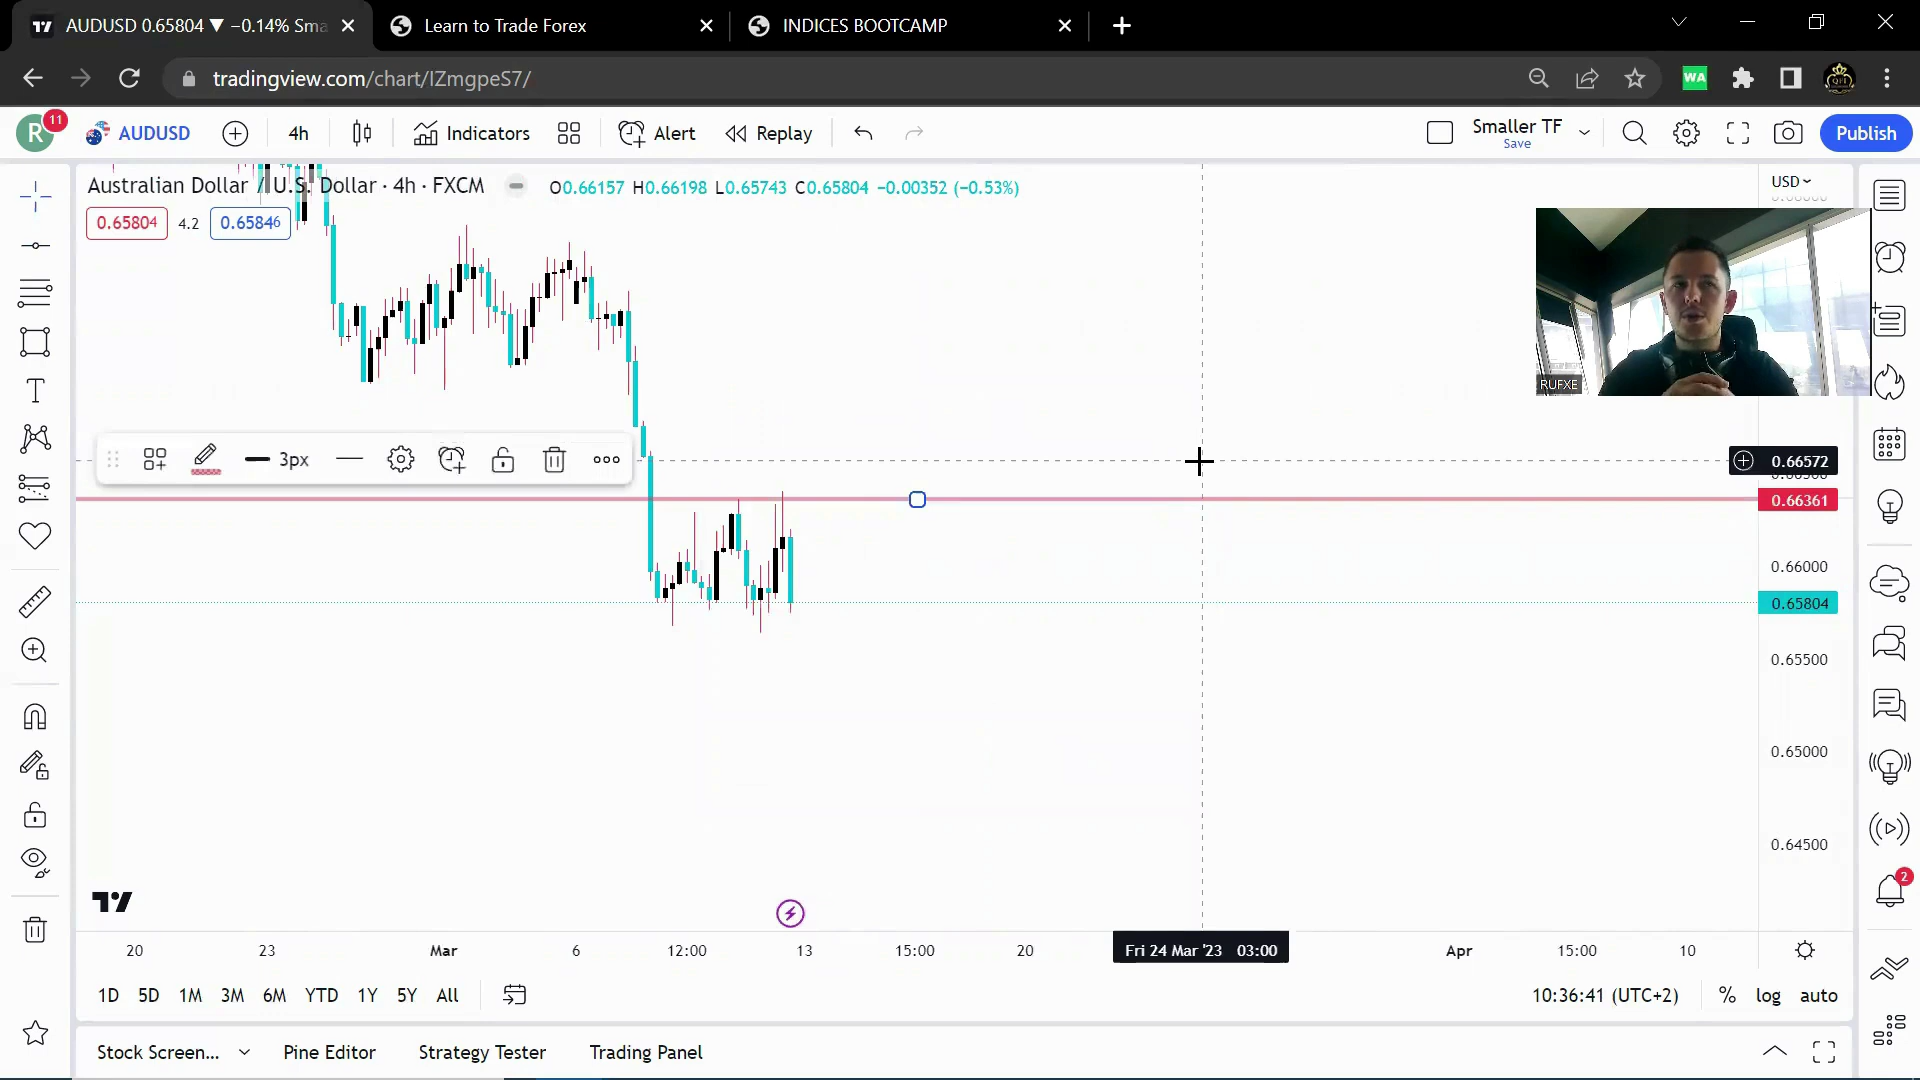 AUDUSD 0.65804 ▼ −0.14% Sma
Learn to Trade Forex
INDICES BOOTCAMP
tradingview.com/chart/IZmgpeS7/
WA
R
11
AUDUSD
4h
Indicators
Alert
Replay
Smaller TF
Save
Publish
Australian Dollar / U.S. Dollar · 4h · FXCM
O0.66157 H0.66198 L0.65743 C0.65804 −0.00352 (−0.53%)
USD
0.65804
4.2
0.65846
RUFXE
3px
0.66572
0.66361
0.66000
0.65804
0.65500
0.65000
0.64500
2
20
23
Mar
6
12:00
13
15:00
20
Fri 24 Mar '23 03:00
Apr
15:00
10
1D
5D
1M
3M
6M
YTD
1Y
5Y
All
10:36:41 (UTC+2)
%
log
auto
Stock Screen...
Pine Editor
Strategy Tester
Trading Panel